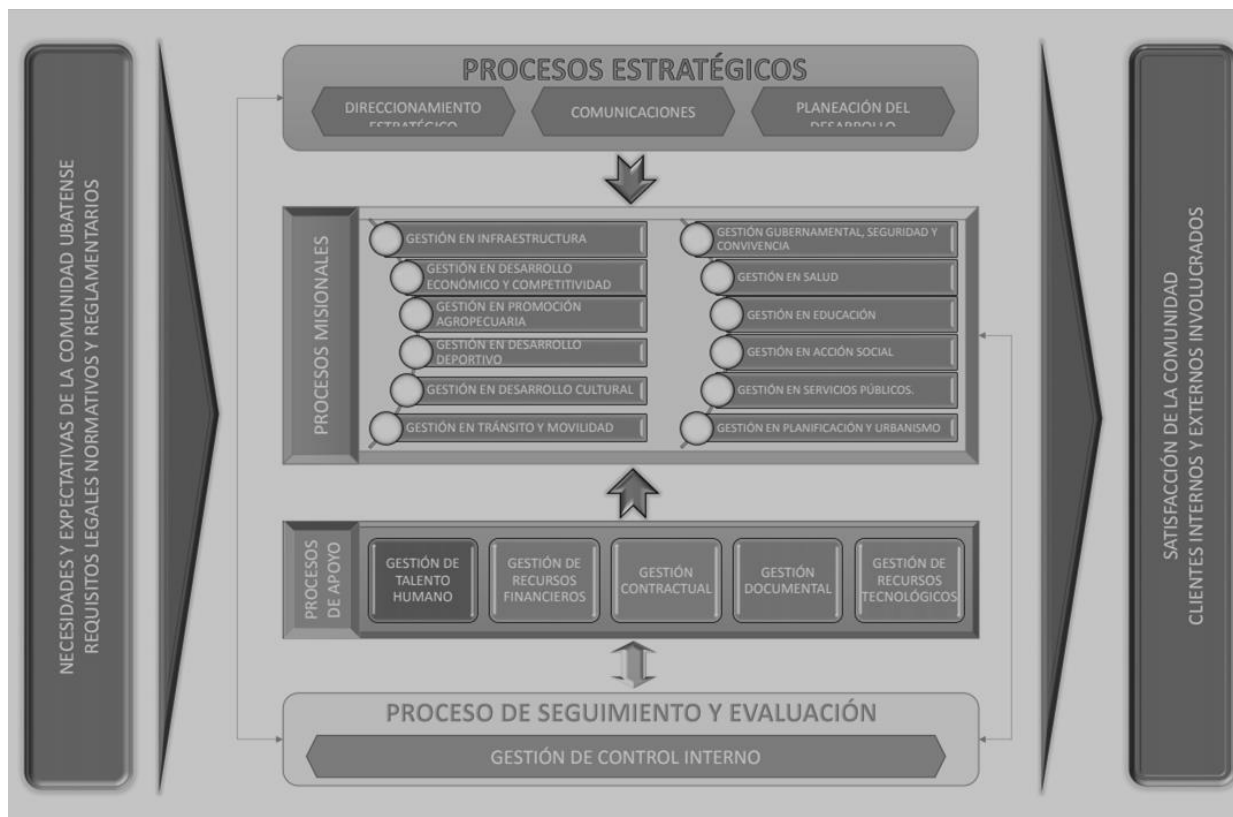 NECESIDADES Y EXPECTATIVAS DE LA COMUNIDAD UBATENSE
REQUISITOS LEGALES NORMATIVOS Y REGLAMENTARIOS
PROCESOS ESTRATÉGICOS
DIRECCIONAMIENTO
ESTRATÉGICO
COMUNICACIONES
PLANEACIÓN DEL
DESARROLLO
PROCESOS MISIONALES
GESTIÓN EN INFRAESTRUCTURA
GESTIÓN EN DESARROLLO
ECONÓMICO Y COMPETITIVIDAD
GESTIÓN EN PROMOCIÓN
AGROPECUARIA
GESTIÓN EN DESARROLLO
DEPORTIVO
GESTIÓN EN DESARROLLO CULTURAL
GESTIÓN EN TRÁNSITO Y MOVILIDAD
GESTIÓN GUBERNAMENTAL, SEGURIDAD Y
CONVIVENCIA
GESTIÓN EN SALUD
GESTIÓN EN EDUCACIÓN
GESTIÓN EN ACCIÓN SOCIAL
GESTIÓN EN SERVICIOS PÚBLICOS.
GESTIÓN EN PLANIFICACIÓN Y URBANISMO
PROCESOS
DE APOYO
GESTIÓN DE
TALENTO
HUMANO
GESTIÓN DE
RECURSOS
FINANCIEROS
GESTIÓN
CONTRACTUAL
GESTIÓN
DOCUMENTAL
GESTIÓN DE
RECURSOS
TECNOLÓGICOS
PROCESO DE SEGUIMIENTO Y EVALUACIÓN
GESTIÓN DE CONTROL INTERNO
SATISFACCIÓN DE LA COMUNIDAD
CLIENTES INTERNOS Y EXTERNOS INVOLUCRADOS